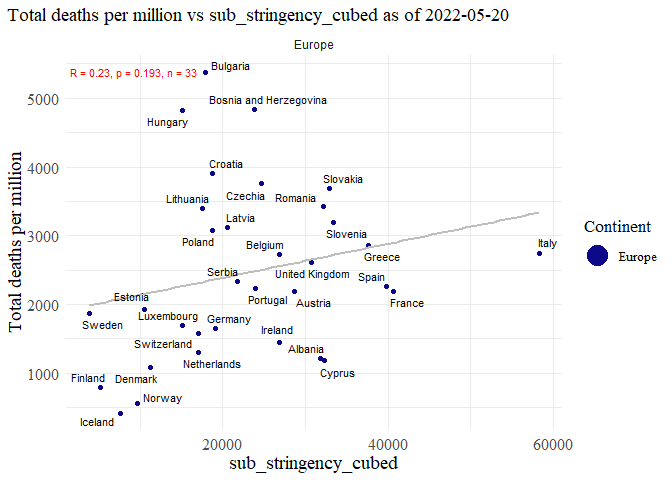 Total deaths per million vs sub_stringency_cubed as of 2022-05-20
Europe
R = 0.23, p = 0.193, n = 33
Bulgaria
Bosnia and Herzegovina
Hungary
Croatia
Czechia
Slovakia
Lithuania
Romania
Latvia
Poland
Slovenia
Belgium
Greece
Italy
Serbia
United Kingdom
Spain
Estonia
Portugal
Austria
France
Sweden
Luxembourg
Germany
Switzerland
Ireland
Netherlands
Albania
Finland
Denmark
Cyprus
Norway
Iceland
5000
4000
3000
2000
1000
Total deaths per million
20000
40000
60000
sub_stringency_cubed
Continent
Europe